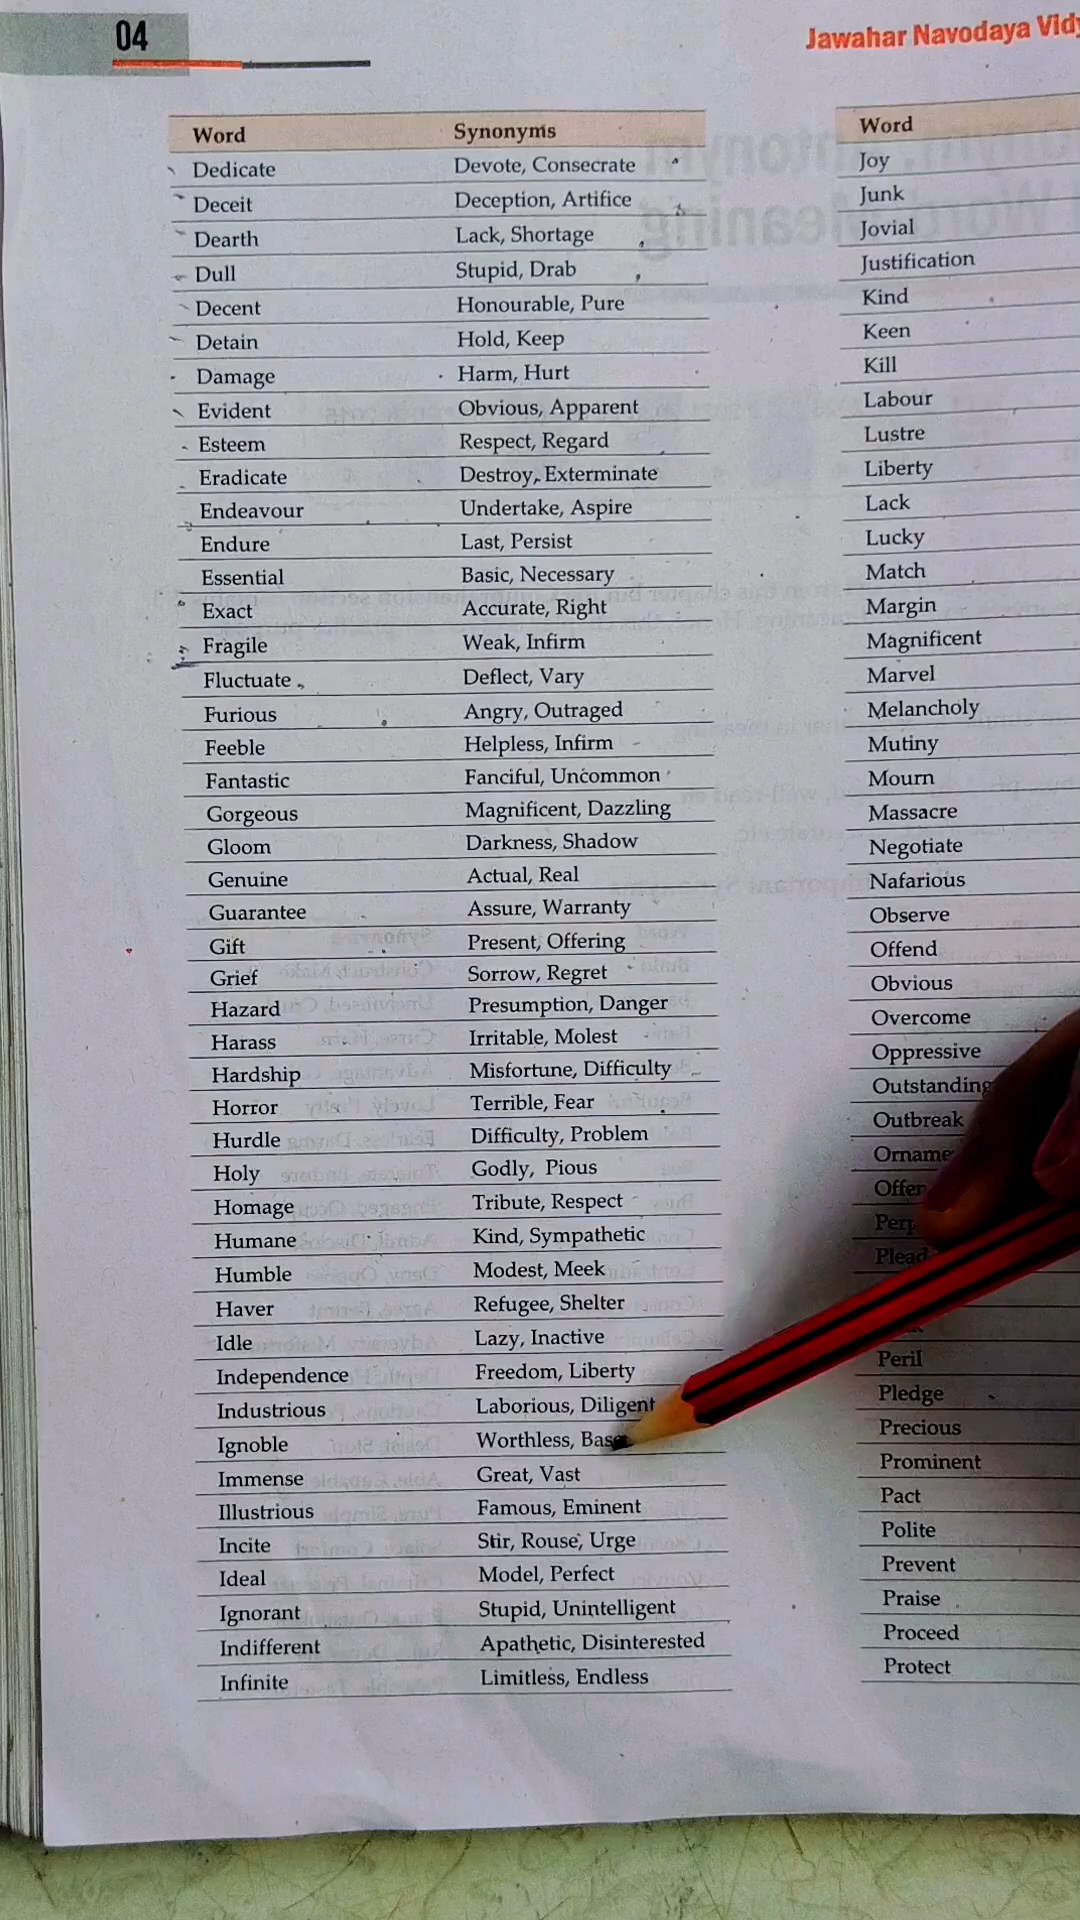 04
Jawahar Navodaya
Word Synonyms
Dedicate Devote, Consecrate
Deceit Deception, Artifice
Dearth Lack, Shortage
Dull Stupid, Drab
Decent Honourable, Pure
Detain Hold, Keep
Damage Harm, Hurt
Evident Obvious, Apparent
Esteem Respect, Regard
Eradicate Destroy, Exterminate
Endeavour Undertake, Aspire
Endure Last, Persist
Essential Basic, Necessary
Exact Accurate, Right
Fragile Weak, Infirm
Fluctuate Deflect, Vary
Furious Angry, Outraged
Feeble Helpless, Infirm
Fantastic Fanciful, Uncommon
Gorgeous Magnificent, Dazzling
Gloom Darkness, Shadow
Genuine Actual, Real
Guarantee Assure, Warranty
Gift Present, Offering
Grief Sorrow, Regret
Hazard Presumption, Danger
Harass Irritable, Molest
Hardship Misfortune, Difficulty
Horror Terrible, Fear
Hurdle Difficulty, Problem
Holy Godly, Pious
Homage Tribute, Respect
Humane Kind, Sympathetic
Humble Modest, Meek
Haver Refugee, Shelter
Idle Lazy, Inactive
Independence Freedom, Liberty
Industrious Laborious, Diligent
Ignoble Worthless,
Immense Great, Vast
Illustrious Famous, Eminent
Incite Stir, Rouse, Urge
Ideal Model, Perfect
Ignorant Stupid, Unintelligent
Indifferent Apathetic, Disinterested
Infinite Limitless, Endless
Word
Joy
Junk
Jovial
Justification
Kind
Keen
Kill
Labour
Lustre
Liberty
Lack
Lucky
Match
Margin
Magnificent
Marvel
Melancholy
Mutiny
Mourn
Massacre
Negotiate
Nafarious
Observe
Offend
Obvious
Overcome
Oppressive
Outstanding
Outbreak
Plead
Peril
Pledge
Precious
Prominent
Pact
Polite
Prevent
Praise
Proceed
Protect